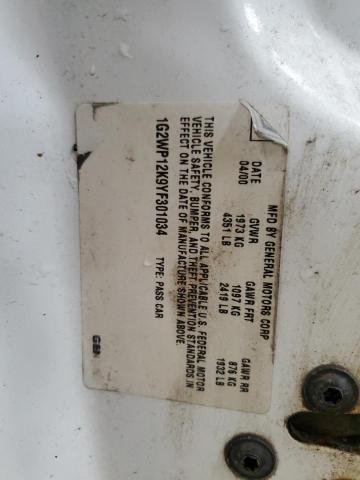 MFD BY GENERAL MOTORS CORP
DATE GVWR GAWR FRT GAWR RR
04/00 1973 KG 1097 KG 876 KG
4351 LB 2419 LB 1932 LB
THIS VEHICLE CONFORMS TO ALL APPLICABLE U.S. FEDERAL MOTOR
VEHICLE SAFETY, BUMPER, AND THEFT PREVENTION STANDARDS IN
EFFECT ON THE DATE OF MANUFACTURE SHOWN ABOVE.
1G2WP12K9YF301034 TYPE: PASS CAR